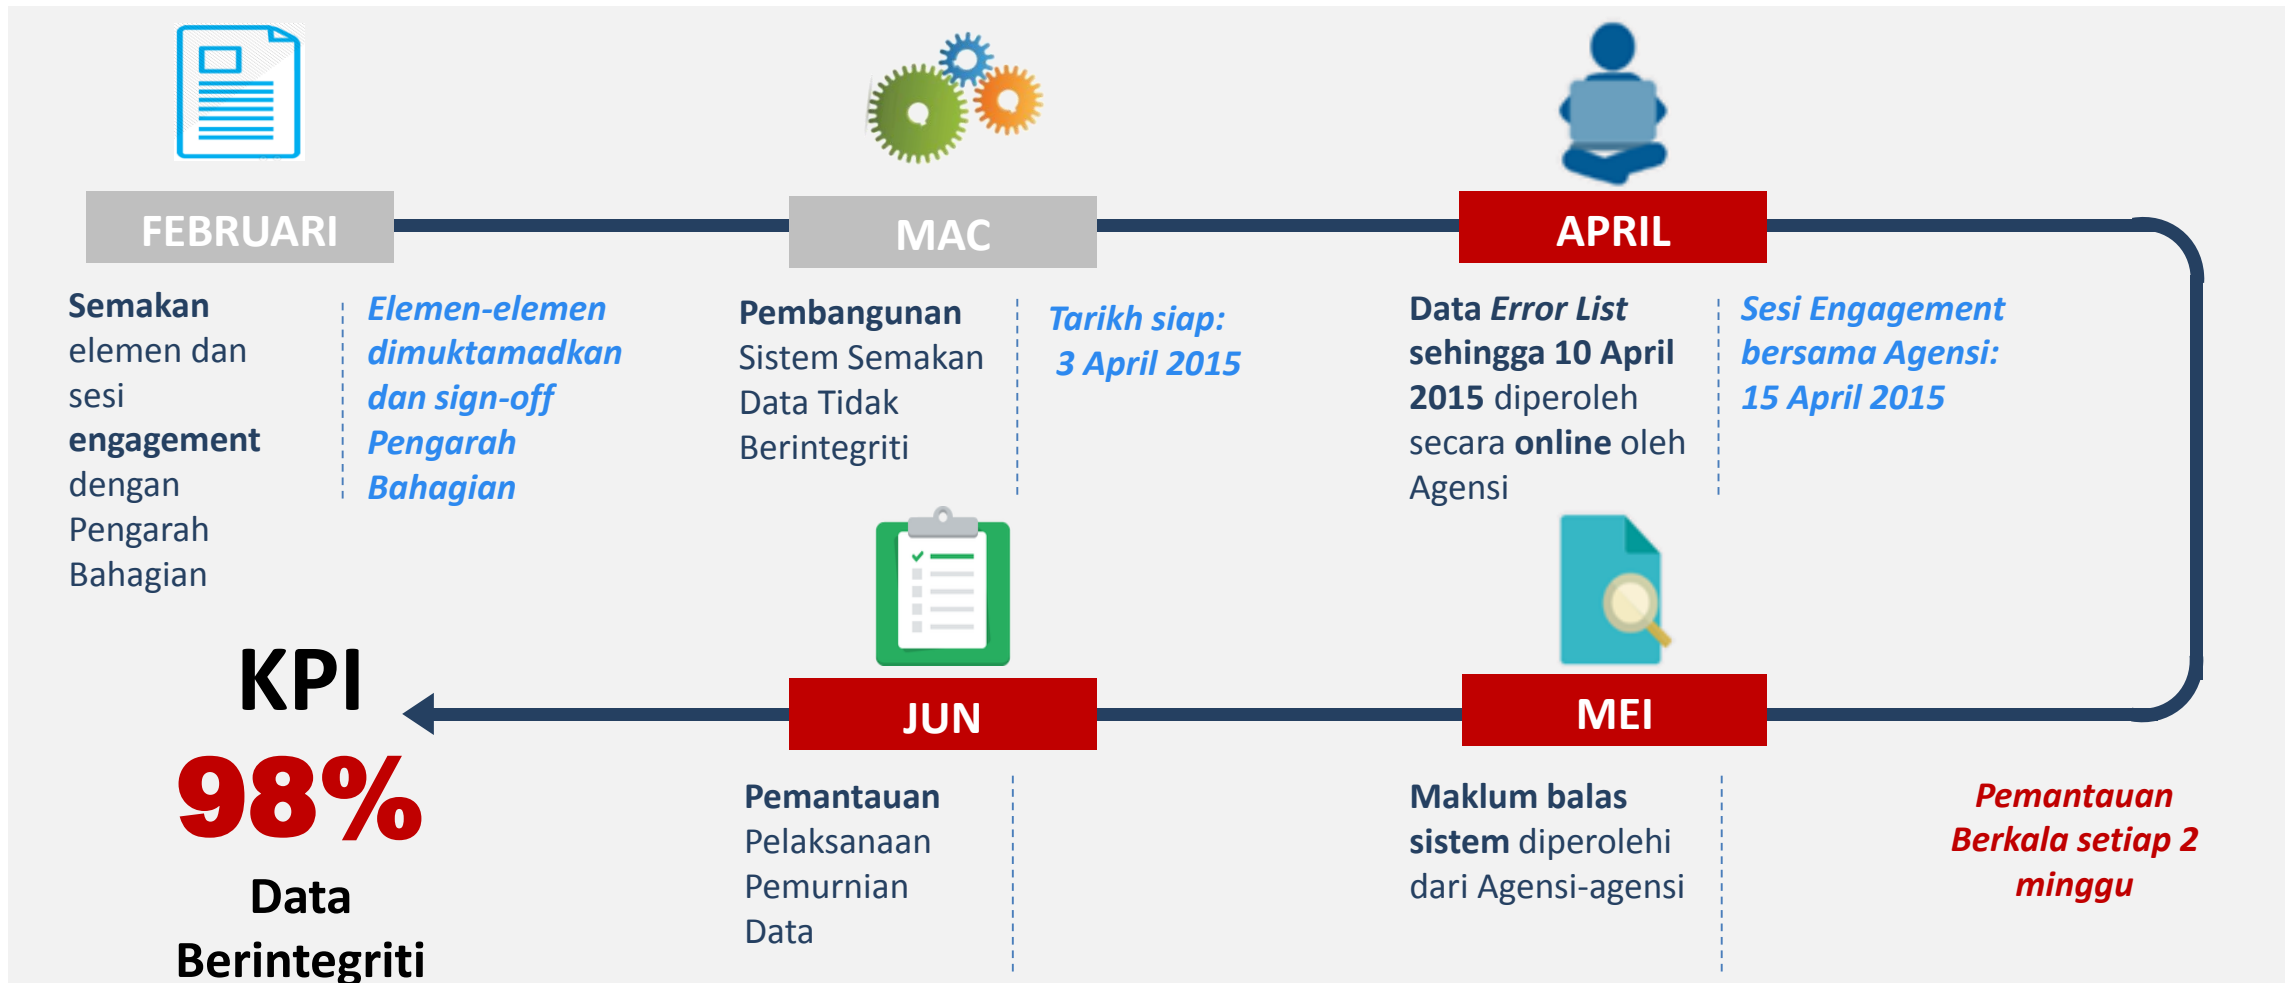 FEBRUARI
Semakan
elemen dan
sesi
engagement
dengan
Pengarah
Bahagian
Elemen-elemen
dimuktamadkan
dan sign-off
Pengarah
Bahagian
MAC
Pembangunan
Sistem Semakan
Data Tidak
Berintegriti
Tarikh siap:
3 April 2015
APRIL
Data Error List
sehingga 10 April
2015 diperoleh
secara online oleh
Agensi
Sesi Engagement
bersama Agensi:
15 April 2015
MEI
Maklum balas
sistem diperolehi
dari Agensi-agensi
Pemantauan
Berkala setiap 2
minggu
JUN
Pemantauan
Pelaksanaan
Pemurnian
Data
KPI
98%
Data
Berintegriti